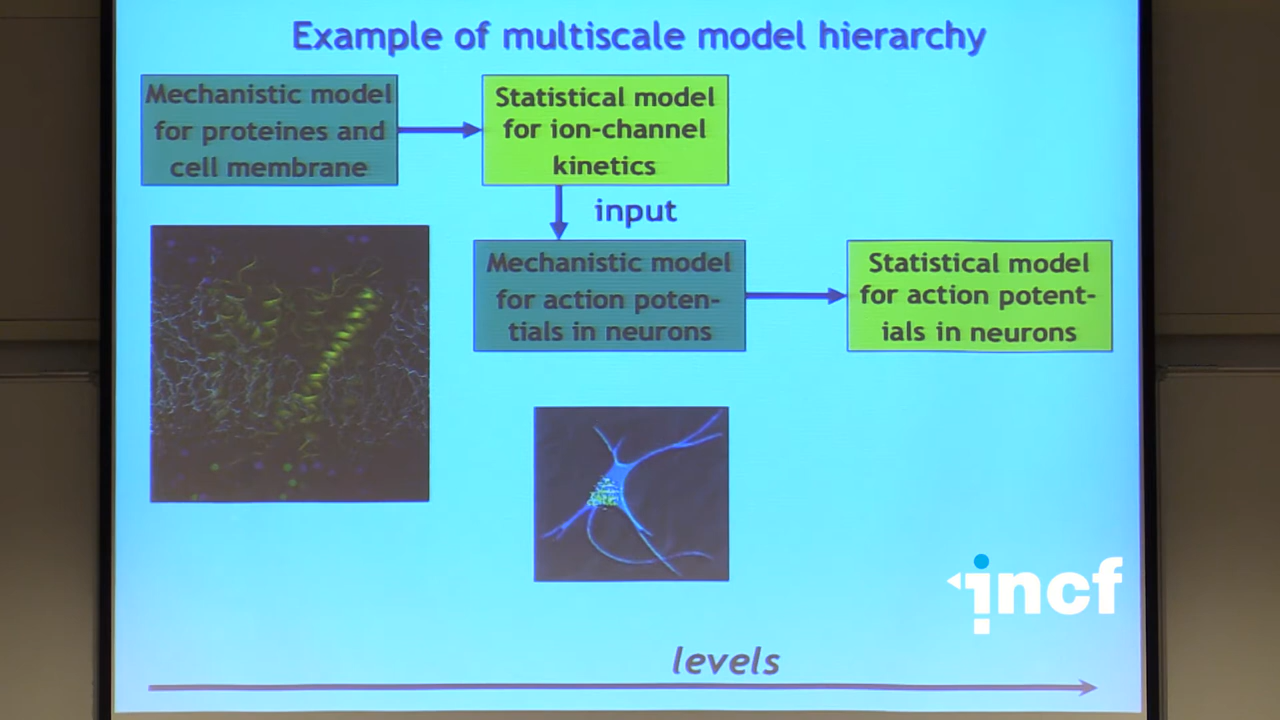 Example of multiscale model hierarchy
Mechanistic model
for proteines and
cell membrane
Statistical model
for ion-channel
kinetics
input
Mechanistic model
for action poten-
tials in neurons
Statistical model
for action potent-
ials in neurons
incf
levels